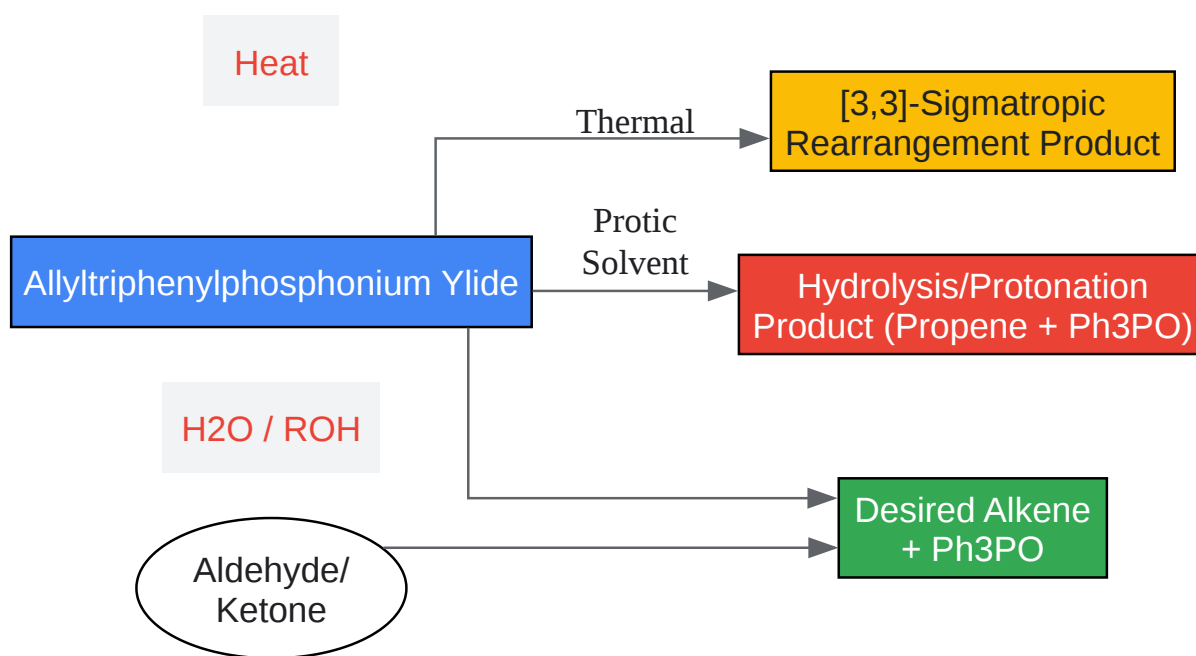 Heat
Thermal
[3,3]-Sigmatropic
Rearrangement Product
Allyltriphenylphosphonium Ylide
Protic
Solvent
Hydrolysis/Protonation
Product (Propene + Ph3PO)
H2O / ROH
Aldehyde/
Ketone
Desired Alkene
+ Ph3PO